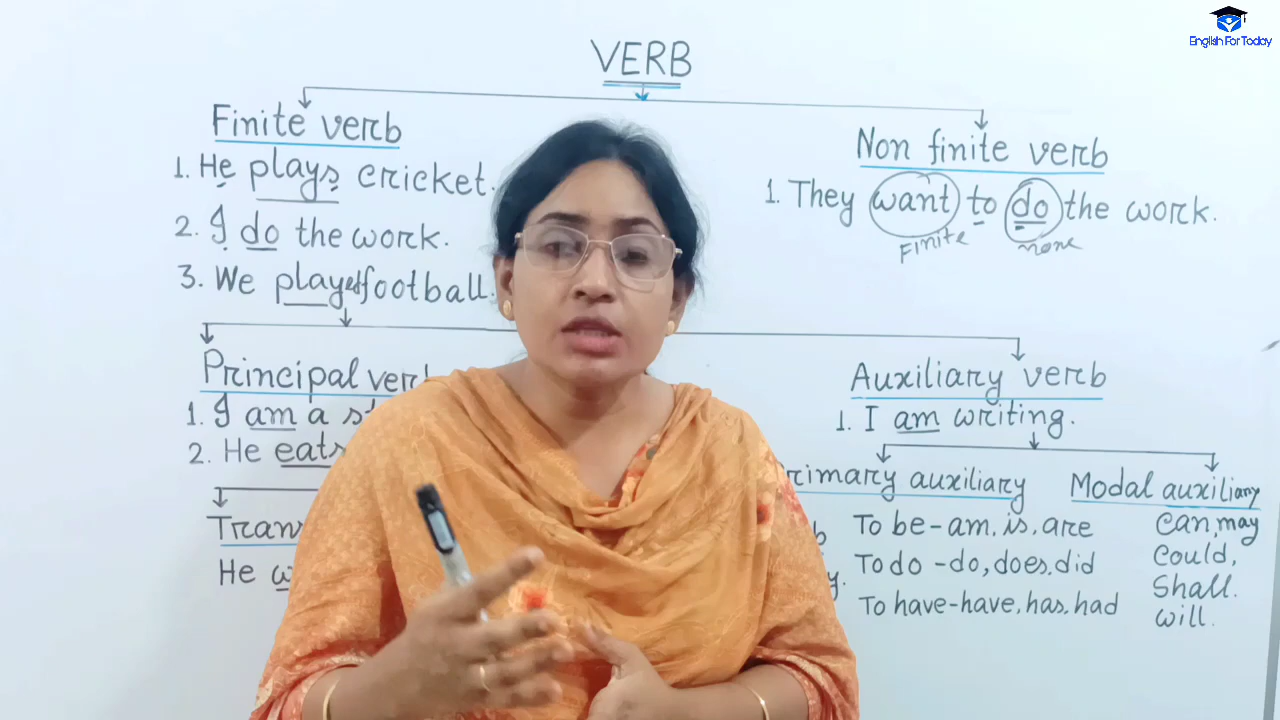 English For Today
VERB
Finite verb
1. He plays cricket.
2. I do the work.
3. We played football.
Non finite verb
1. They want to do the work.
Finite none
Principal verb
1. I am a
2. He eats
Auxiliary verb
1. I am writing.
Primary auxiliary
To be - am, is, are
To do - do, does, did
To have - have, has, had
Modal auxiliary
Can, may
Could,
Shall.
will.
He